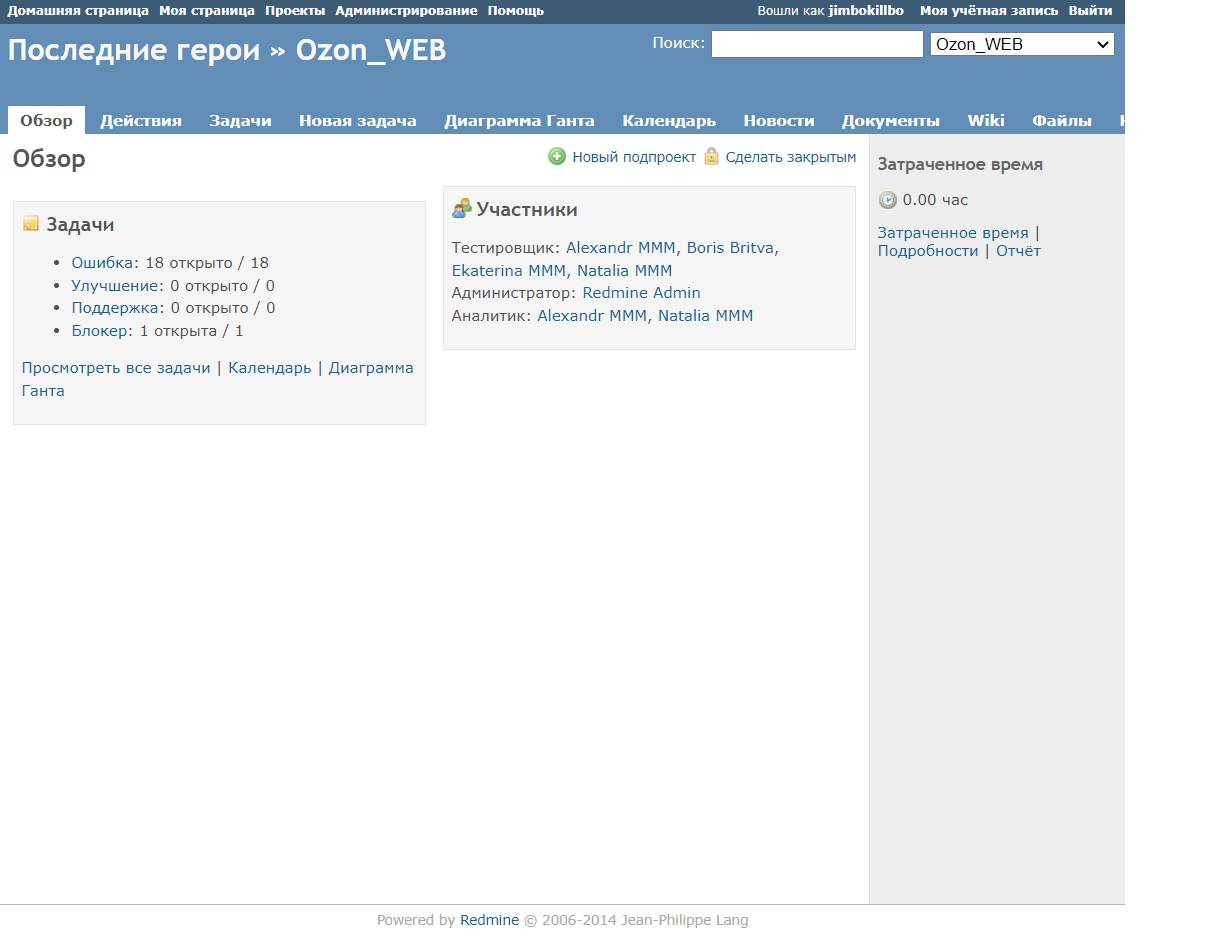 Домашняя страница Моя страница Проекты Администрирование Помощь
Вошли как jimbokillbo Моя учётная запись Выйти
Последние герои » Ozon_WEB
Поиск: Ozon_WEB
Обзор Действия Задачи Новая задача Диаграмма Ганта Календарь Новости Документы Wiki Файлы
Обзор
Новый подпроект Сделать закрытым
Задачи
• Ошибка: 18 открыто / 18
• Улучшение: 0 открыто / 0
• Поддержка: 0 открыто / 0
• Блокер: 1 открыта / 1
Просмотреть все задачи | Календарь | Диаграмма
Ганта
Участники
Тестировщик: Alexandr MMM, Boris Britva,
Ekaterina MMM, Natalia MMM
Администратор: Redmine Admin
Аналитик: Alexandr MMM, Natalia MMM
Затраченное время
0.00 час
Затраченное время |
Подробности | Отчёт
Powered by Redmine © 2006-2014 Jean-Philippe Lang